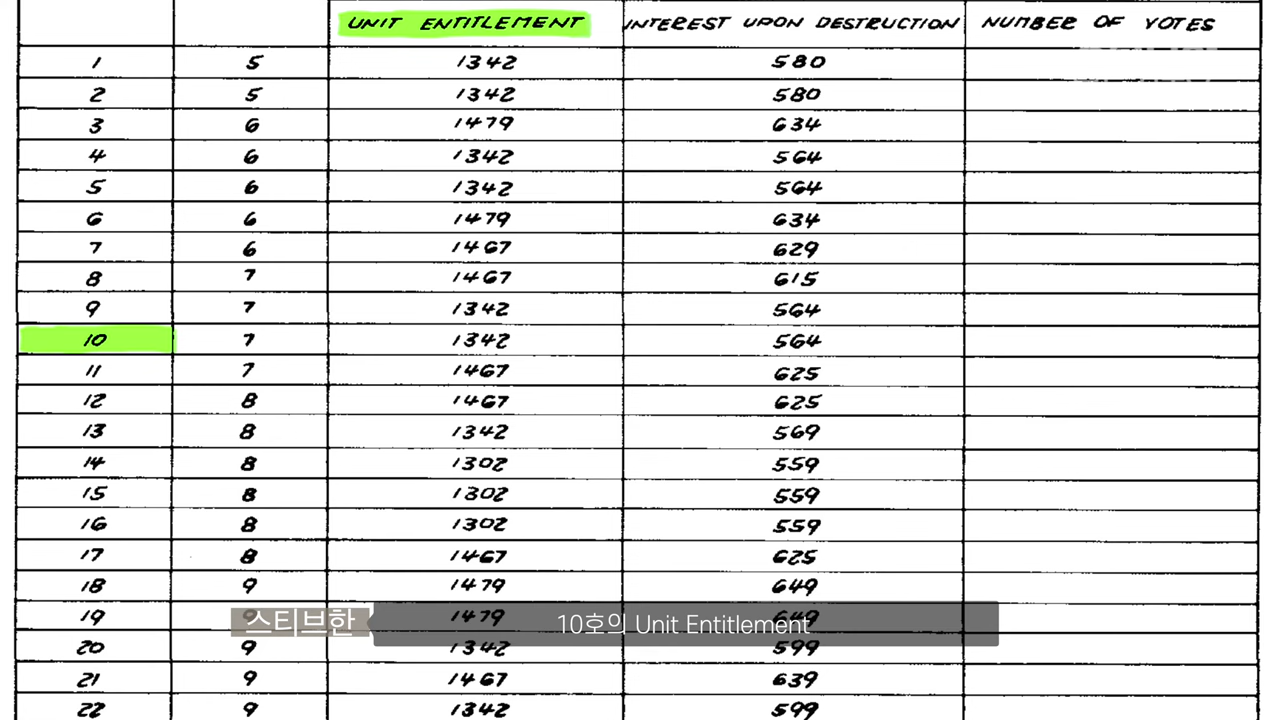 UNIT ENTITLEMENT INTEREST UPON DESTRUCTION NUMBER OF VOTES
1 5 1342 580
2 5 1342 580
3 6 1479 634
4 6 1342 564
5 6 1342 564
6 6 1479 634
7 6 1467 629
8 7 1467 615
9 7 1342 564
10 7 1342 564
11 7 1467 625
12 8 1467 625
13 8 1342 569
14 8 1302 559
15 8 1302 559
16 8 1302 559
17 8 1467 625
18 9 1479 649
19 9 1479 649
스티브한 10호의 Unit Entitlement
20 9 1342 599
21 9 1467 639
22 9 1342 599